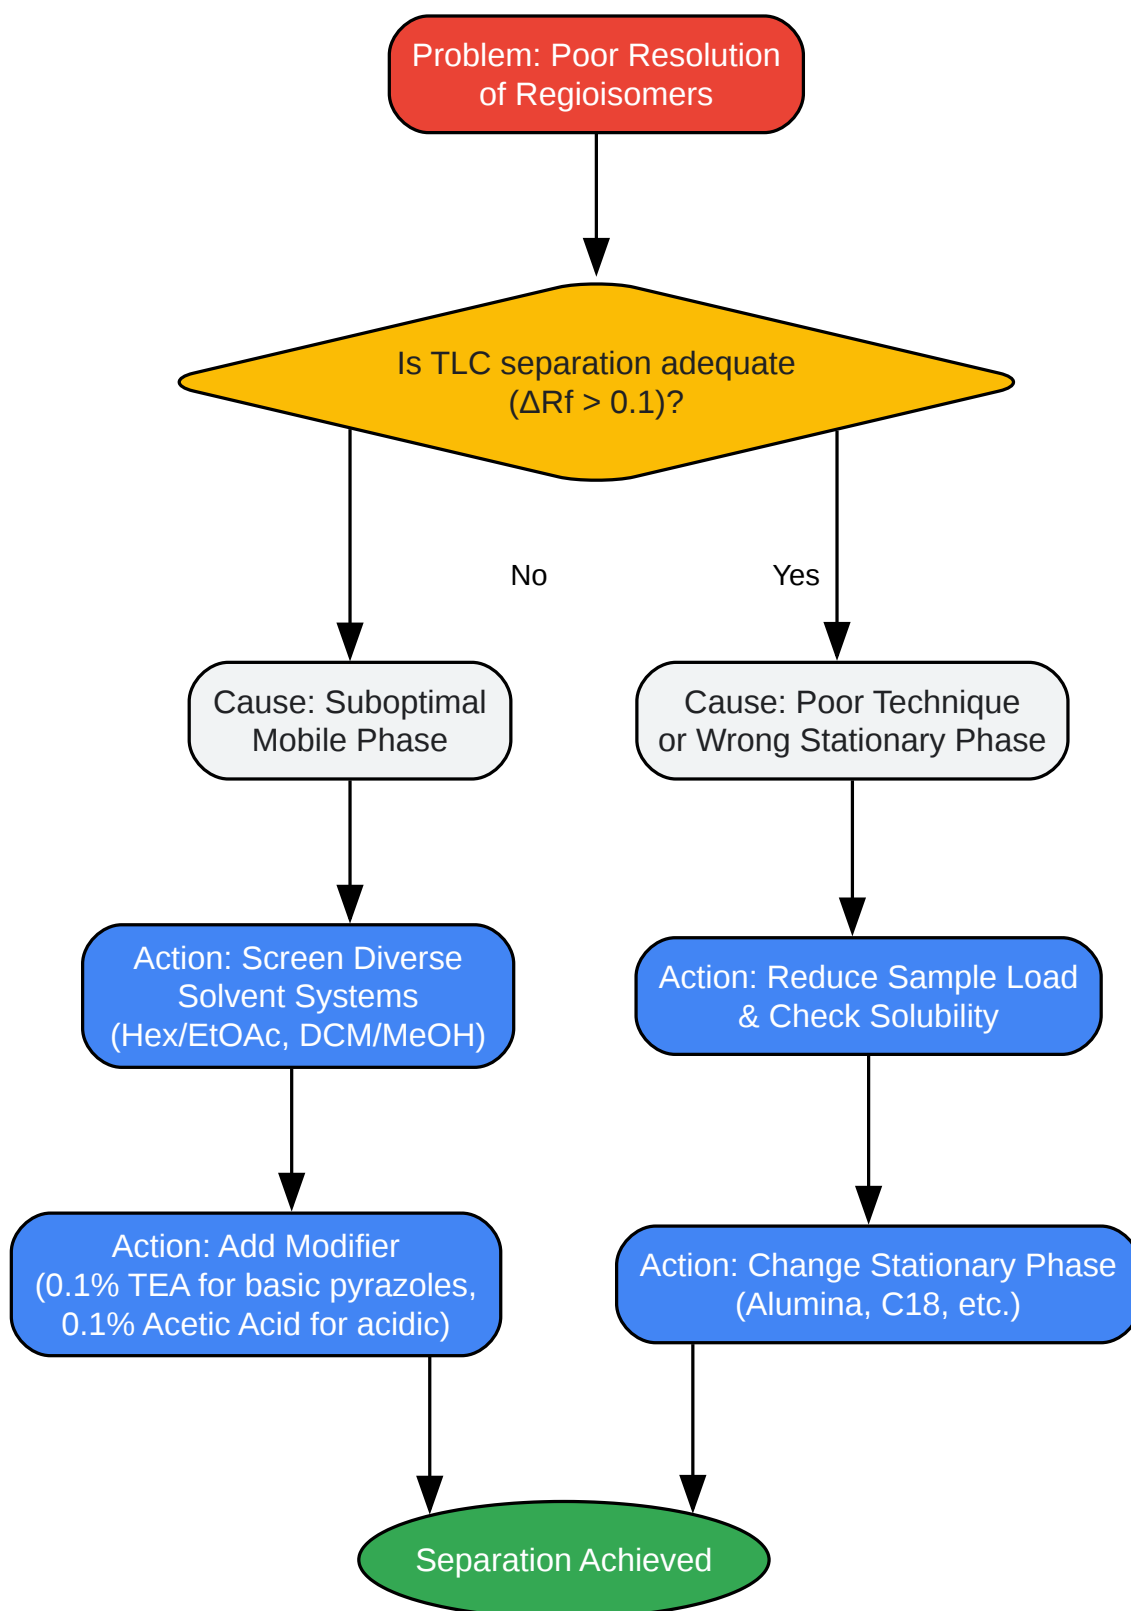 Problem: Poor Resolution
of Regioisomers
Is TLC separation adequate
(ΔRf > 0.1)?
No
Yes
Cause: Suboptimal
Mobile Phase
Cause: Poor Technique
or Wrong Stationary Phase
Action: Screen Diverse
Solvent Systems
(Hex/EtOAc, DCM/MeOH)
Action: Reduce Sample Load
& Check Solubility
Action: Add Modifier
(0.1% TEA for basic pyrazoles,
0.1% Acetic Acid for acidic)
Action: Change Stationary Phase
(Alumina, C18, etc.)
Separation Achieved